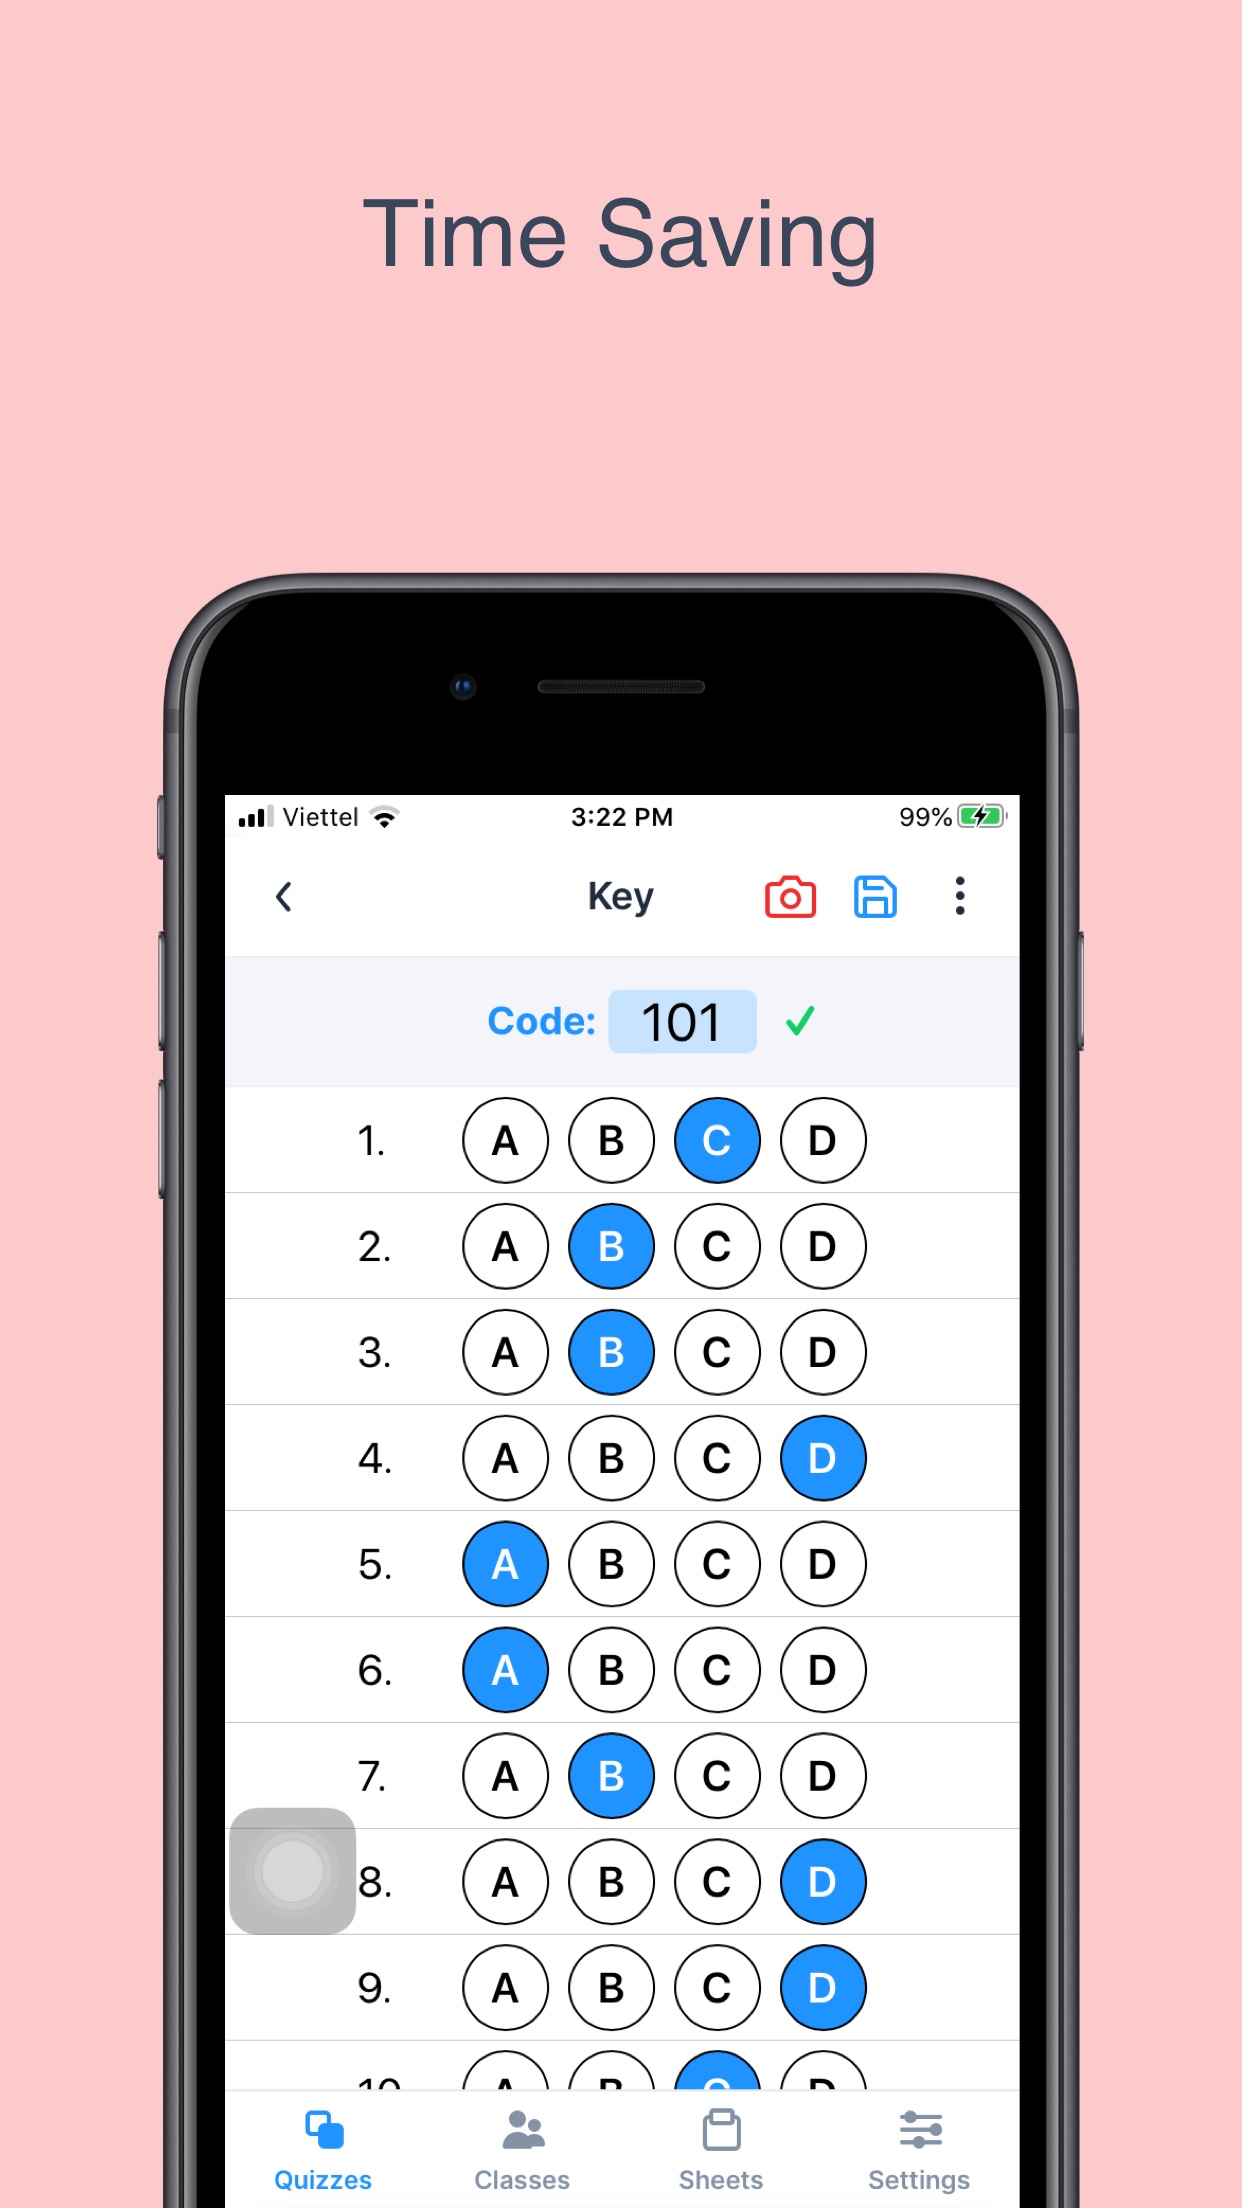 Time Saving
Viettel 3:22 PM 99%
Key
Code: 101
1. A B C D
2. A B C D
3. A B C D
4. A B C D
5. A B C D
6. A B C D
7. A B C D
8. A B C D
9. A B C D
10 A B C D
Quizzes Classes Sheets Settings